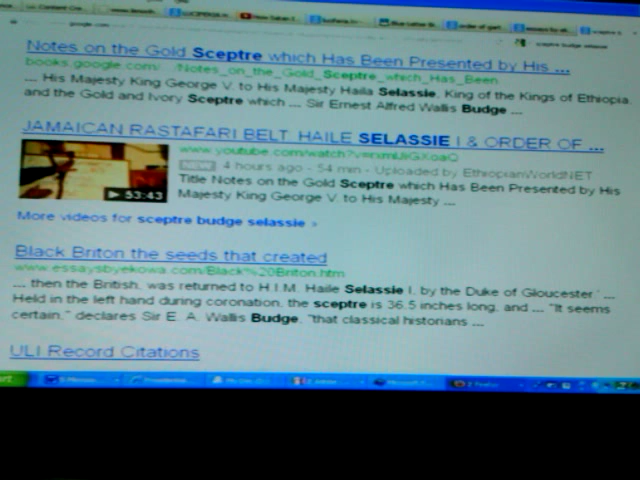 google.com
sceptre budge selassie
Notes on the Gold Sceptre which Has Been Presented by His ...
books.google.com/.../Notes_on_the_Gold_Sceptre_which_Has_Been
... His Majesty King George V. to His Majesty Haila Selassie, King of the Kings of Ethiopia,
and the Gold and Ivory Sceptre which ... Sir Ernest Alfred Wallis Budge ...
JAMAICAN RASTAFARI BELT. HAILE SELASSIE I & ORDER OF ...
www.youtube.com/watch?
NEW 4 hours ago - 54 min - Uploaded by EthiopianWorldNET
Title Notes on the Gold Sceptre which Has Been Presented by His
Majesty King George V. to His Majesty ...
53:43
More videos for sceptre budge selassie »
Black Briton the seeds that created
www.essaysbyekowa.com/Black%20Briton.htm
... then the British, was returned to H.I.M. Haile Selassie I, by the Duke of Gloucester.' ...
Held in the left hand during coronation, the sceptre is 36.5 inches long, and ... "It seems
certain," declares Sir E. A. Wallis Budge, "that classical historians ...
ULI Record Citations